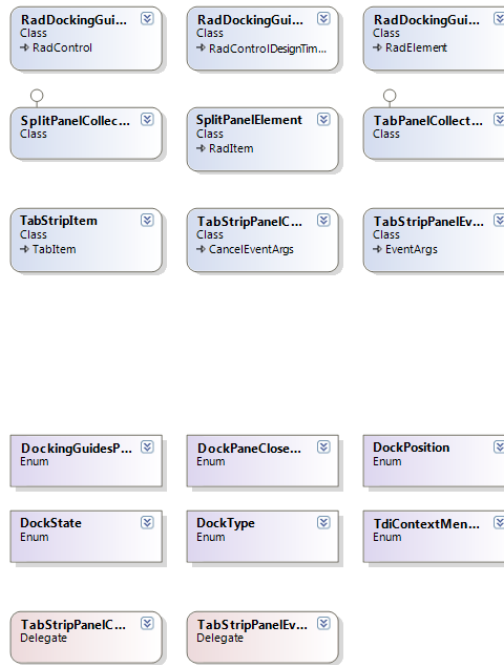 RadDockingGui... RadDockingGui... RadDockingGui...
Class Class Class
RadControl RadControlDesignTim... RadElement
SplitPanelCollec... SplitPanelElement TabPanelCollect...
Class Class Class
RadItem
TabStripItem TabStripPanelC... TabStripPanelEv...
Class Class Class
TabItem CancelEventArgs EventArgs
DockingGuidesP... DockPaneClose... DockPosition
Enum Enum Enum
DockState DockType TdiContextMen...
Enum Enum Enum
TabStripPanelC... TabStripPanelEv...
Delegate Delegate